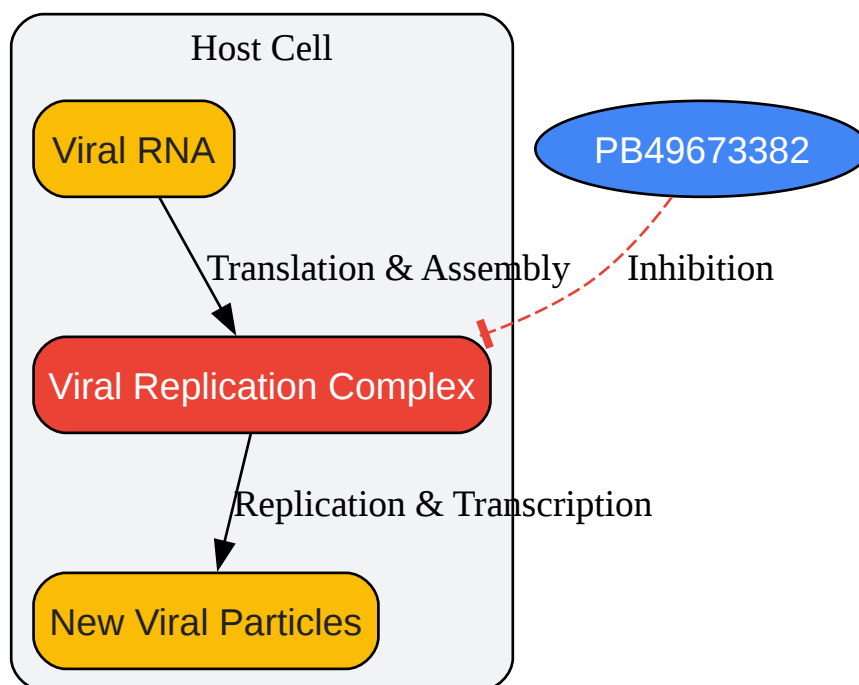 Host Cell
Viral RNA
PB49673382
Translation & Assembly
Inhibition
Viral Replication Complex
Replication & Transcription
New Viral Particles